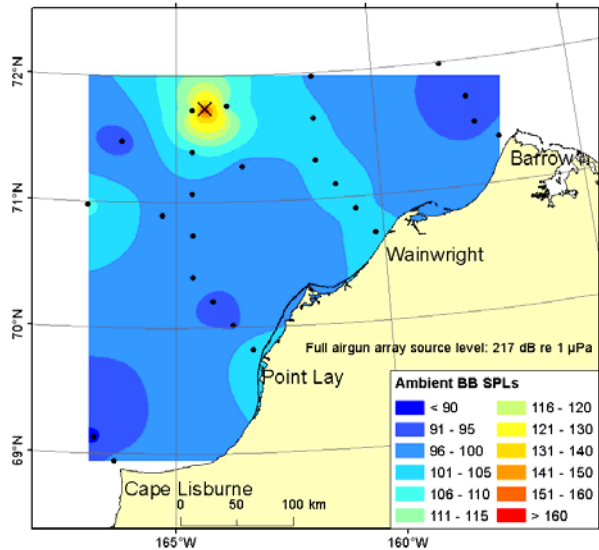 72°N
71°N
70°N
69°N
Barrow
Wainwright
Full airgun array source level: 217 dB re 1 µPa
Point Lay
Cape Lisburne
0 50 100 km
165°W
160°W
Ambient BB SPLs
< 90
91 - 95
96 - 100
101 - 105
106 - 110
111 - 115
116 - 120
121 - 130
131 - 140
141 - 150
151 - 160
> 160